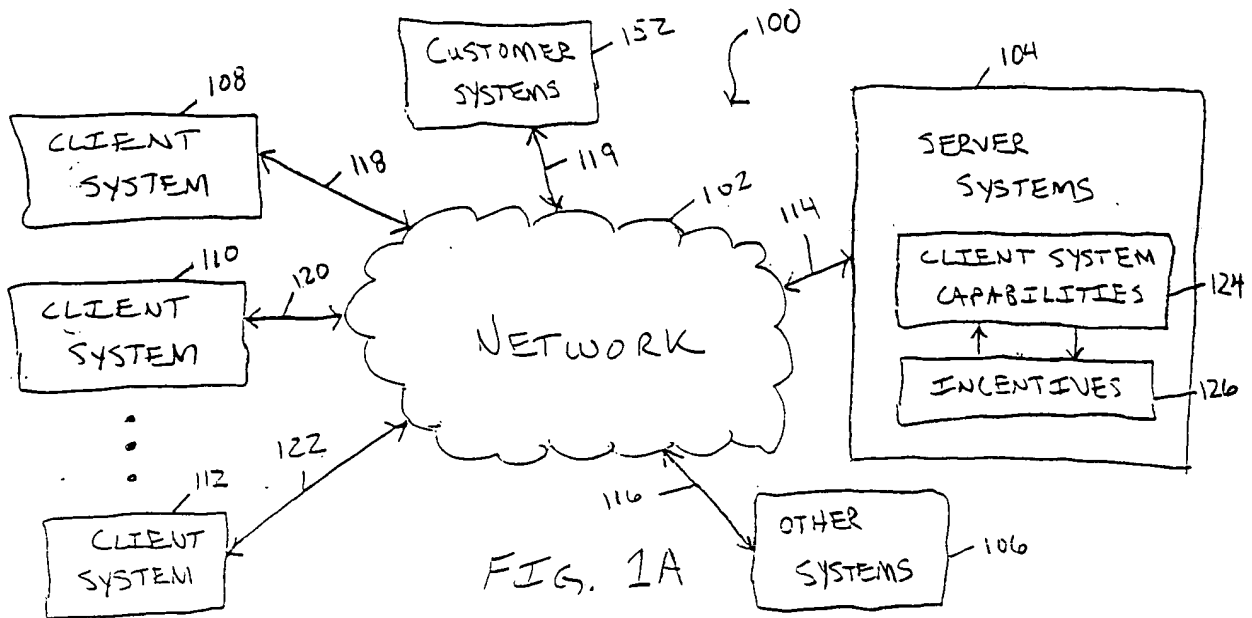 100
152
CUSTOMER
SYSTEMS
119
104
SERVER
SYSTEMS
CLIENT SYSTEM
CAPABILITIES
124
INCENTIVES
126
108
CLIENT
SYSTEM
118
102
114
110
CLIENT
SYSTEM
120
NETWORK
112
CLIENT
SYSTEM
122
116
OTHER
SYSTEMS
106
FIG. 1A